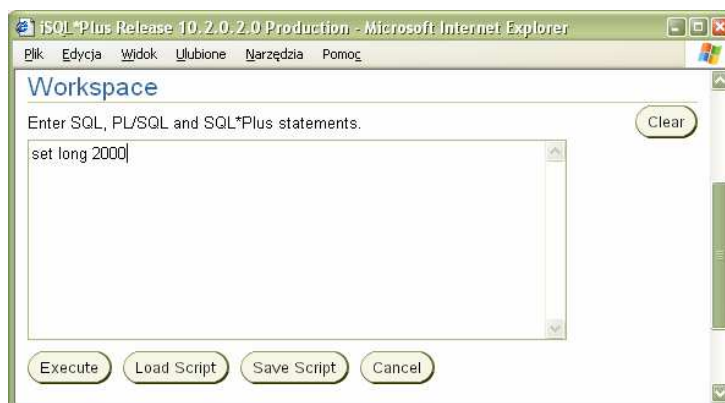 iSQL*Plus Release 10.2.0.2.0 Production - Microsoft Internet Explorer
Plik Edycja Widok Ulubione Narzędzia Pomoc
Workspace
Enter SQL, PL/SQL and SQL*Plus statements.
Clear
set long 2000
Execute Load Script Save Script Cancel